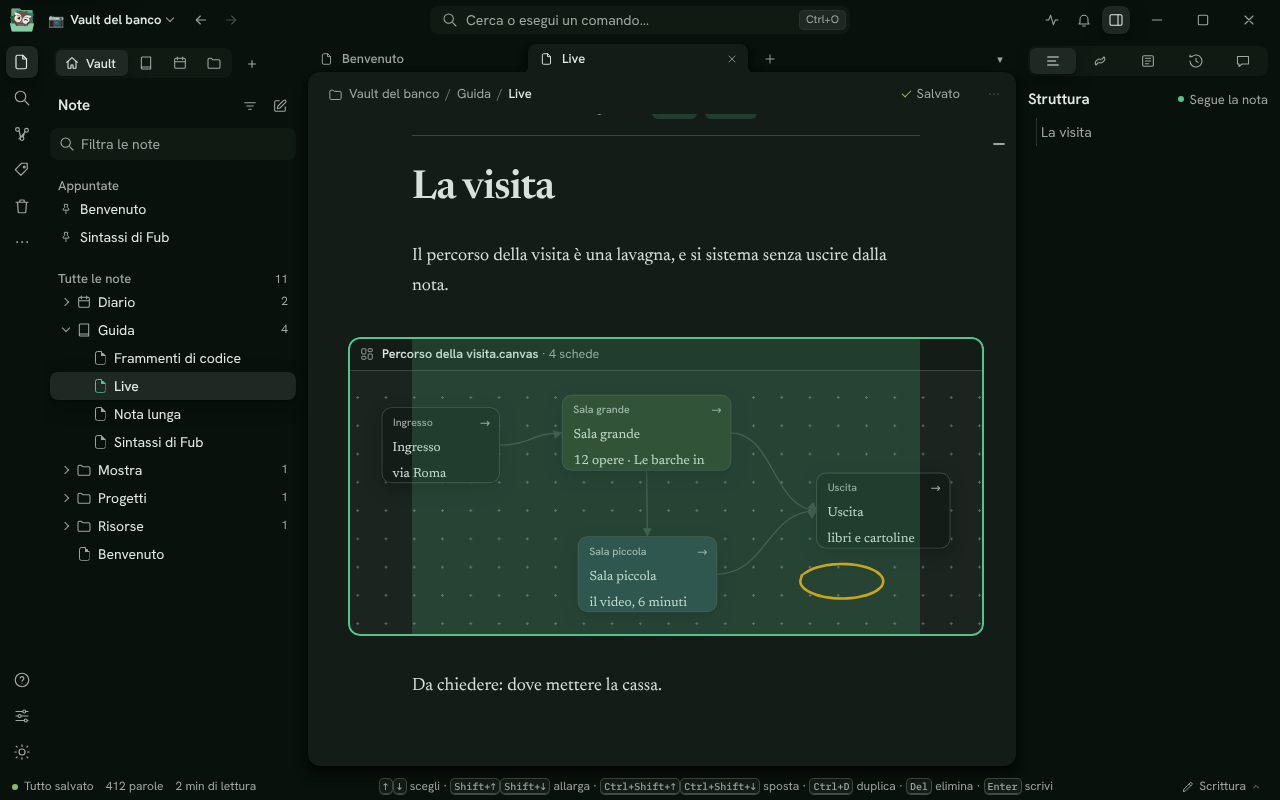 Vault del banco
Cerca o esegui un comando…
Ctrl+O
Vault
Benvenuto
Live
Note
Filtra le note
Appuntate
Benvenuto
Sintassi di Fub
Tutte le note 11
Diario 2
Guida 4
Frammenti di codice
Live
Nota lunga
Sintassi di Fub
Mostra 1
Progetti 1
Risorse 1
Benvenuto
Vault del banco / Guida / Live
Salvato
La visita
Il percorso della visita è una lavagna, e si sistema senza uscire dalla
nota.
Percorso della visita.canvas · 4 schede
Ingresso →
Ingresso
via Roma
Sala grande →
Sala grande
12 opere · Le barche in
Sala piccola →
Sala piccola
il video, 6 minuti
Uscita →
Uscita
libri e cartoline
Da chiedere: dove mettere la cassa.
Struttura
Segue la nota
La visita
Tutto salvato 412 parole 2 min di lettura
↑ ↓ scegli · Shift+↑ Shift+↓ allarga · Ctrl+Shift+↑ Ctrl+Shift+↓ sposta · Ctrl+D duplica · Del elimina · Enter scrivi
Scrittura